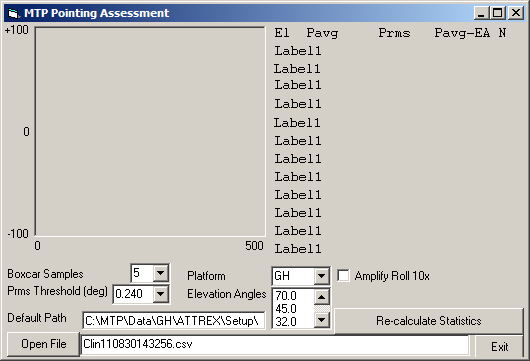 MTP Pointing Assessment
+100
0
-100
0 500
El Pavg Prms Pavg-EA N
Label1
Label1
Label1
Label1
Label1
Label1
Label1
Label1
Label1
Label1
Label1
Label1
Boxcar Samples 5 Platform GH Amplify Roll 10x
Prms Threshold (deg) 0.240 Elevation Angles 70.0
45.0
32.0
Default Path C:\MTP\Data\GH\ATTREX\Setup\ Re-calculate Statistics
Open File Clin110830143256.csv Exit